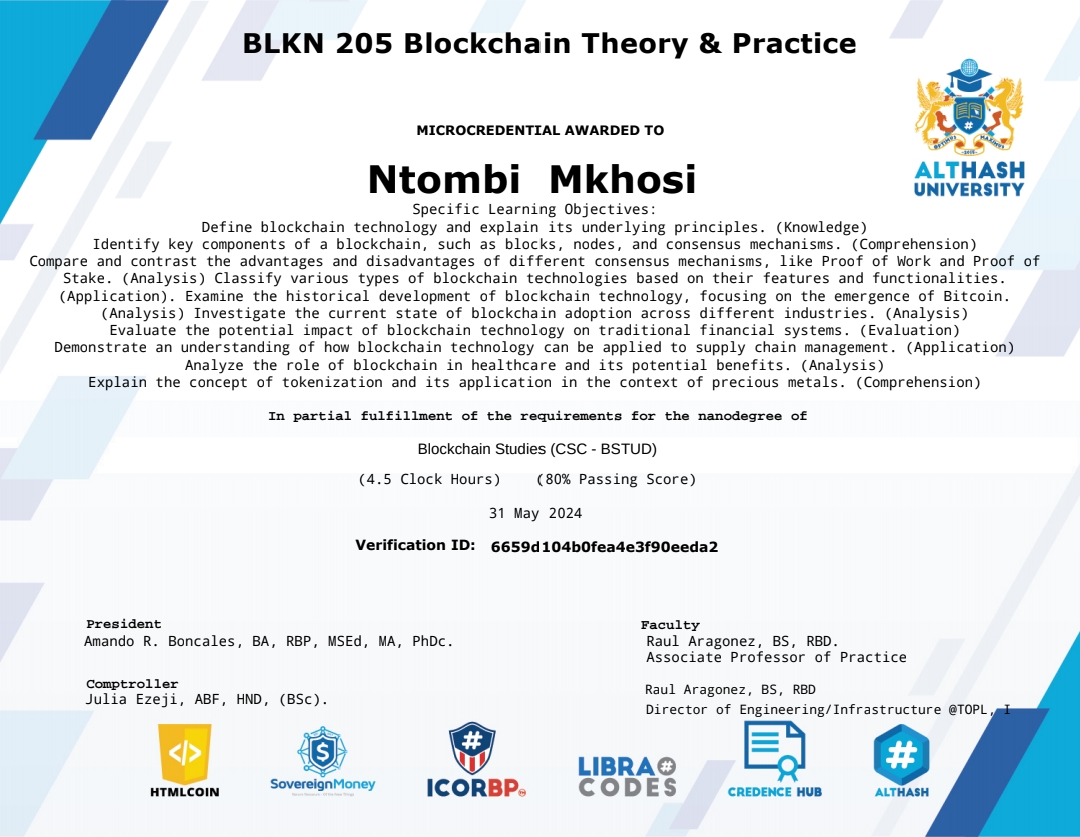 BLKN 205 Blockchain Theory & Practice
MICROCREDENTIAL AWARDED TO
OPTIMUS MAXIMUS
ALTHASH
UNIVERSITY
Ntombi Mkhosi
Specific Learning Objectives:
Define blockchain technology and explain its underlying principles. (Knowledge)
Identify key components of a blockchain, such as blocks, nodes, and consensus mechanisms. (Comprehension)
Compare and contrast the advantages and disadvantages of different consensus mechanisms, like Proof of Work and Proof of
Stake. (Analysis) Classify various types of blockchain technologies based on their features and functionalities.
(Application). Examine the historical development of blockchain technology, focusing on the emergence of Bitcoin.
(Analysis) Investigate the current state of blockchain adoption across different industries. (Analysis)
Evaluate the potential impact of blockchain technology on traditional financial systems. (Evaluation)
Demonstrate an understanding of how blockchain technology can be applied to supply chain management. (Application)
Analyze the role of blockchain in healthcare and its potential benefits. (Analysis)
Explain the concept of tokenization and its application in the context of precious metals. (Comprehension)
In partial fulfillment of the requirements for the nanodegree of
Blockchain Studies (CSC - BSTUD)
(4.5 Clock Hours) (80% Passing Score)
31 May 2024
Verification ID: 6659d104b0fea4e3f90eeda2
President
Amando R. Boncales, BA, RBP, MSEd, MA, PhDc.
Comptroller
Julia Ezeji, ABF, HND, (BSc).
Faculty
Raul Aragonez, BS, RBD.
Associate Professor of Practice
Raul Aragonez, BS, RBD
Director of Engineering/Infrastructure @TOPL, I
HTMLCOIN
SovereignMoney
ICORBP
LIBRA#
CODES
CREDENCE HUB
ALTHASH